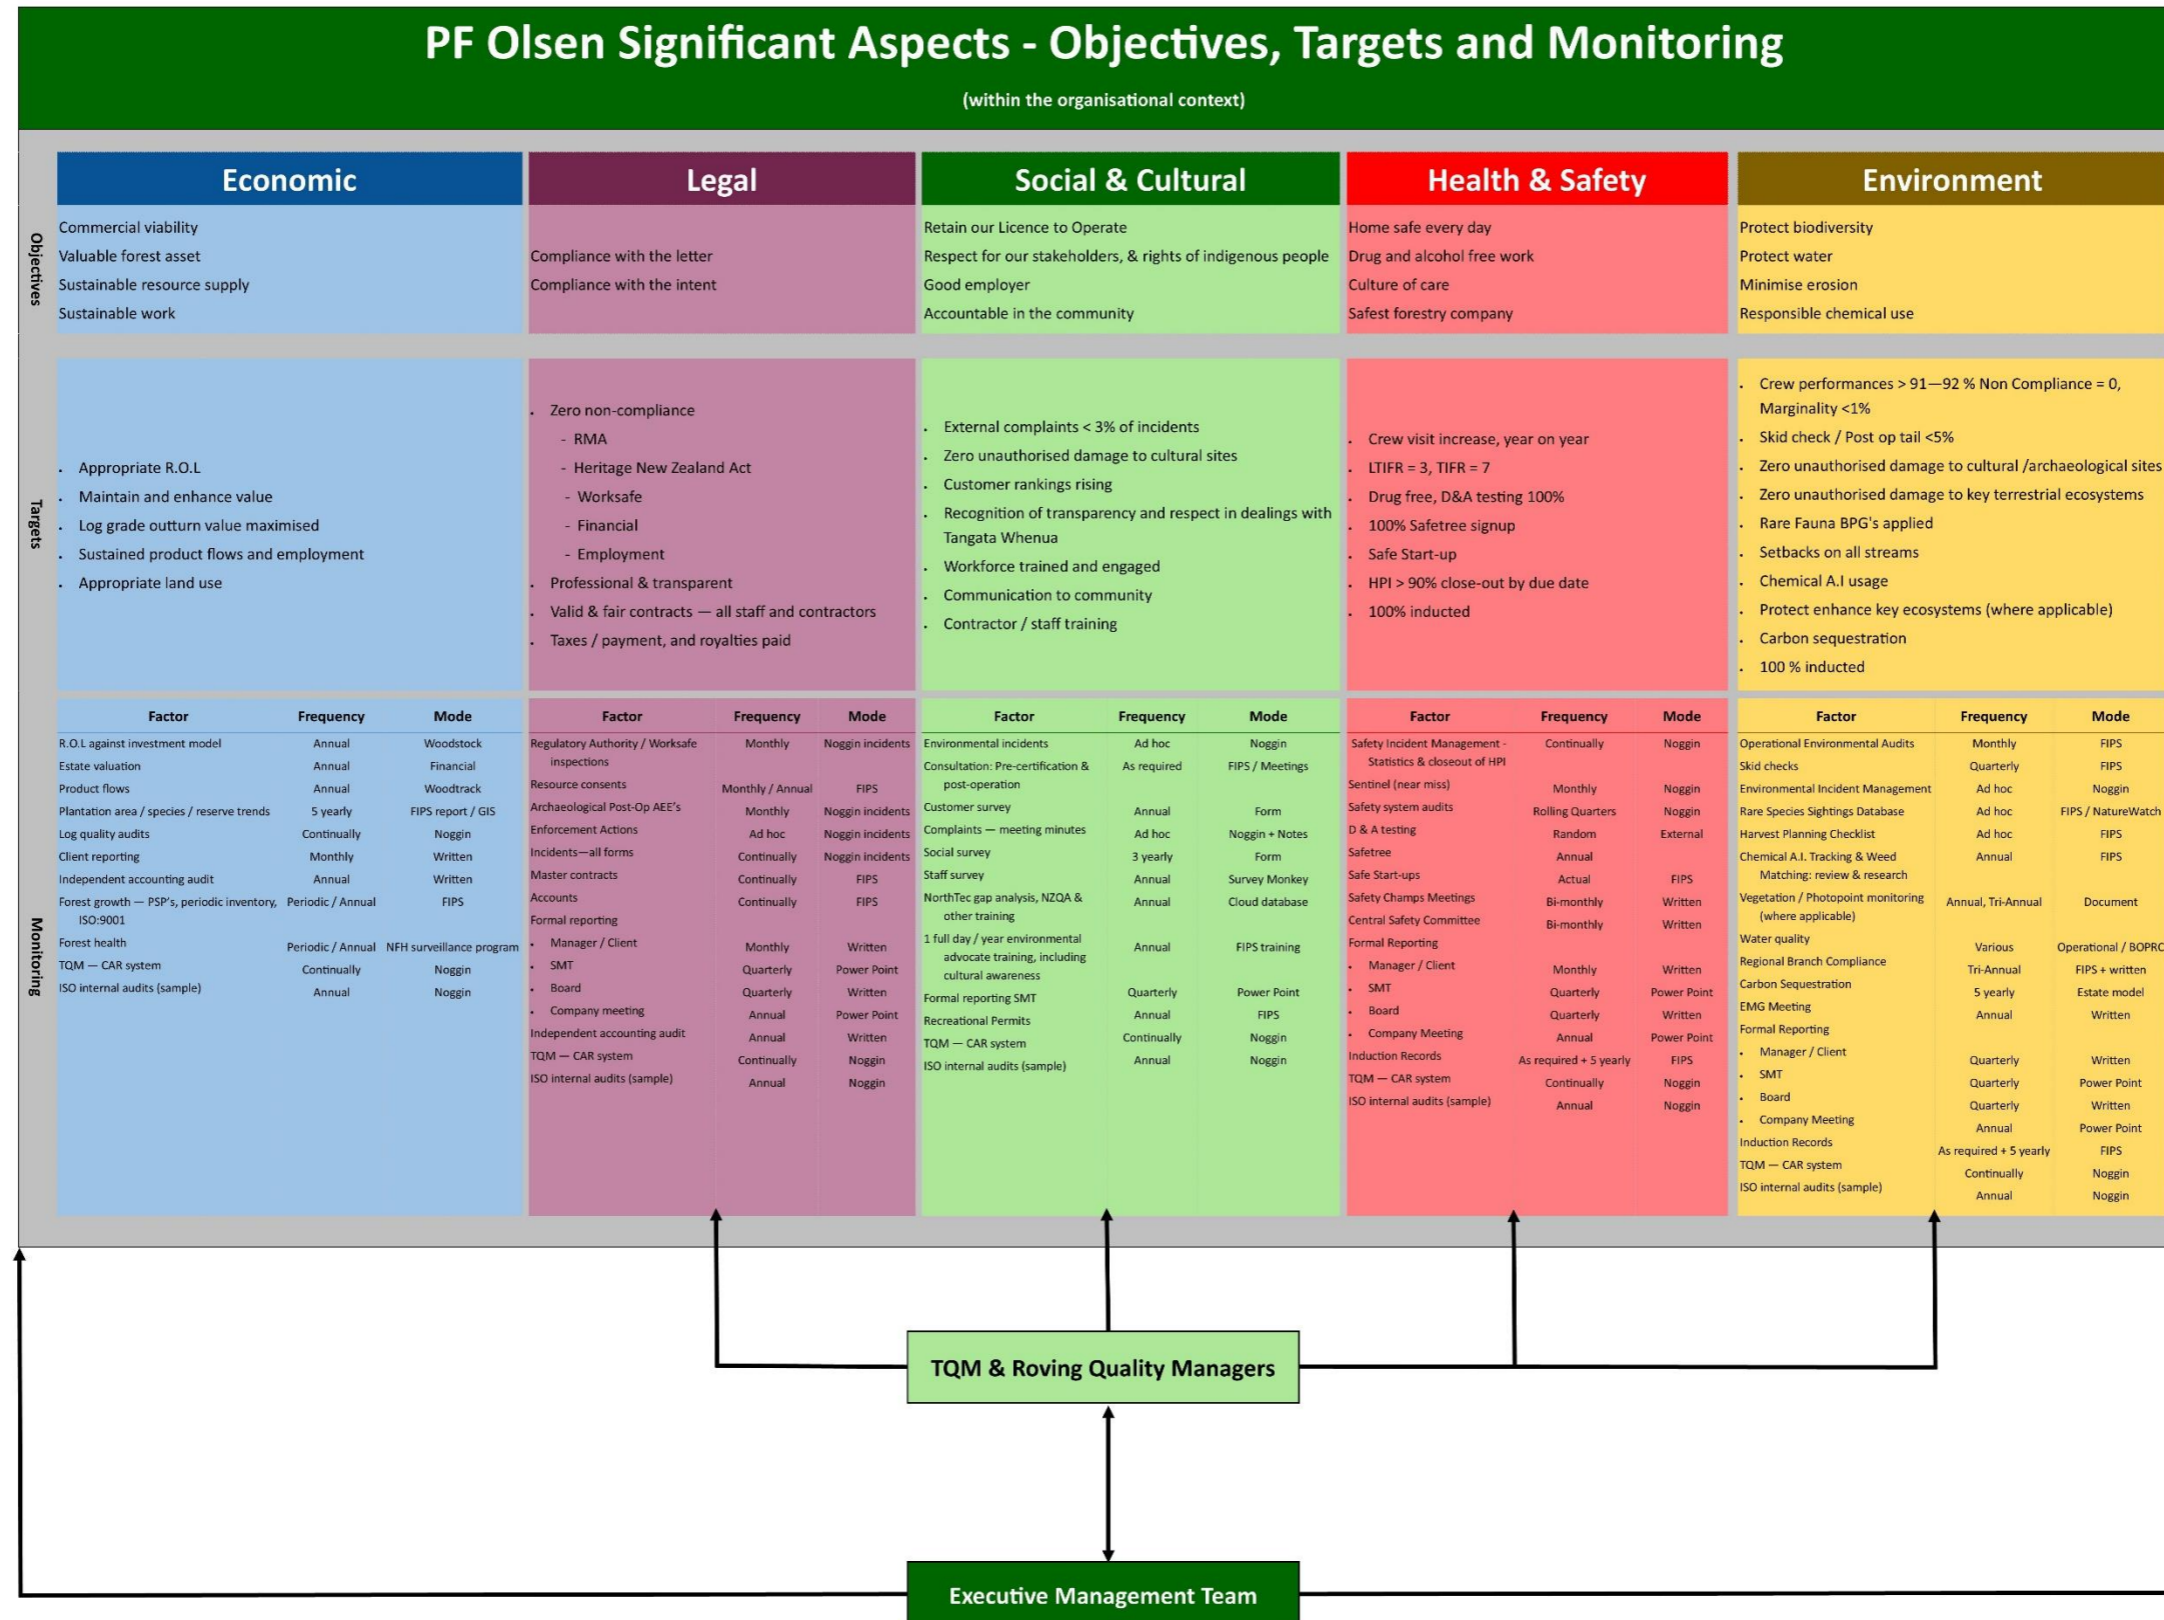 PF Olsen Significant Aspects - Objectives, Targets and Monitoring
(within the organisational context)
Economic
Legal
Social & Cultural
Health & Safety
Environment
Objectives
Commercial viability
Valuable forest asset
Sustainable resource supply
Sustainable work
Compliance with the letter
Compliance with the intent
Retain our Licence to Operate
Respect for our stakeholders, & rights of indigenous people
Good employer
Accountable in the community
Home safe every day
Drug and alcohol free work
Culture of care
Safest forestry company
Protect biodiversity
Protect water
Minimise erosion
Responsible chemical use
Targets
• Appropriate R.O.L
• Maintain and enhance value
• Log grade outturn value maximised
• Sustained product flows and employment
• Appropriate land use
• Zero non-compliance
- RMA
- Heritage New Zealand Act
- Worksafe
- Financial
- Employment
• Professional & transparent
• Valid & fair contracts — all staff and contractors
• Taxes / payment, and royalties paid
• External complaints < 3% of incidents
• Zero unauthorised damage to cultural sites
• Customer rankings rising
• Recognition of transparency and respect in dealings with
Tangata Whenua
• Workforce trained and engaged
• Communication to community
• Contractor / staff training
• Crew visit increase, year on year
• LTIFR = 3, TIFR = 7
• Drug free, D&A testing 100%
• 100% Safetree signup
• Safe Start-up
• HPI > 90% close-out by due date
• 100% inducted
• Crew performances > 91—92 % Non Compliance = 0,
Marginality <1%
• Skid check / Post op tail <5%
• Zero unauthorised damage to cultural /archaeological sites
• Zero unauthorised damage to key terrestrial ecosystems
• Rare Fauna BPG's applied
• Setbacks on all streams
• Chemical A.I usage
• Protect enhance key ecosystems (where applicable)
• Carbon sequestration
• 100 % inducted
Monitoring
Factor Frequency Mode
R.O.L against investment model Annual Woodstock
Estate valuation Annual Financial
Product flows Annual Woodtrack
Plantation area / species / reserve trends 5 yearly FIPS report / GIS
Log quality audits Continually Noggin
Client reporting Monthly Written
Independent accounting audit Annual Written
Forest growth — PSP's, periodic inventory, Periodic / Annual FIPS
ISO:9001
Forest health Periodic / Annual NFH surveillance program
TQM — CAR system Continually Noggin
ISO internal audits (sample) Annual Noggin
Factor Frequency Mode
Regulatory Authority / Worksafe Monthly Noggin incidents
inspections
Resource consents Monthly / Annual FIPS
Archaeological Post-Op AEE's Monthly Noggin incidents
Enforcement Actions Ad hoc Noggin incidents
Incidents—all forms Continually Noggin incidents
Master contracts Continually FIPS
Accounts Continually FIPS
Formal reporting
• Manager / Client Monthly Written
• SMT Quarterly Power Point
• Board Quarterly Written
• Company meeting Annual Power Point
Independent accounting audit Annual Written
TQM — CAR system Continually Noggin
ISO internal audits (sample) Annual Noggin
Factor Frequency Mode
Environmental incidents Ad hoc Noggin
Consultation: Pre-certification & As required FIPS / Meetings
post-operation
Customer survey Annual Form
Complaints — meeting minutes Ad hoc Noggin + Notes
Social survey 3 yearly Form
Staff survey Annual Survey Monkey
NorthTec gap analysis, NZQA & Annual Cloud database
other training
1 full day / year environmental Annual FIPS training
advocate training, including
cultural awareness
Formal reporting SMT Quarterly Power Point
Recreational Permits Annual FIPS
TQM — CAR system Continually Noggin
ISO internal audits (sample) Annual Noggin
Factor Frequency Mode
Safety Incident Management - Continually Noggin
Statistics & closeout of HPI
Sentinel (near miss) Monthly Noggin
Safety system audits Rolling Quarters Noggin
D & A testing Random External
Safetree Annual
Safe Start-ups Actual FIPS
Safety Champs Meetings Bi-monthly Written
Central Safety Committee Bi-monthly Written
Formal Reporting
• Manager / Client Monthly Written
• SMT Quarterly Power Point
• Board Quarterly Written
• Company Meeting Annual Power Point
Induction Records As required + 5 yearly FIPS
TQM — CAR system Continually Noggin
ISO internal audits (sample) Annual Noggin
Factor Frequency Mode
Operational Environmental Audits Monthly FIPS
Skid checks Quarterly FIPS
Environmental Incident Management Ad hoc Noggin
Rare Species Sightings Database Ad hoc FIPS / NatureWatch
Harvest Planning Checklist Ad hoc FIPS
Chemical A.I. Tracking & Weed Annual FIPS
Matching: review & research
Vegetation / Photopoint monitoring Annual, Tri-Annual Document
(where applicable)
Water quality Various Operational / BOPRC
Regional Branch Compliance Tri-Annual FIPS + written
Carbon Sequestration 5 yearly Estate model
EMG Meeting Annual Written
Formal Reporting
• Manager / Client Quarterly Written
• SMT Quarterly Power Point
• Board Quarterly Written
• Company Meeting Annual Power Point
Induction Records As required + 5 yearly FIPS
TQM — CAR system Continually Noggin
ISO internal audits (sample) Annual Noggin
TQM & Roving Quality Managers
Executive Management Team